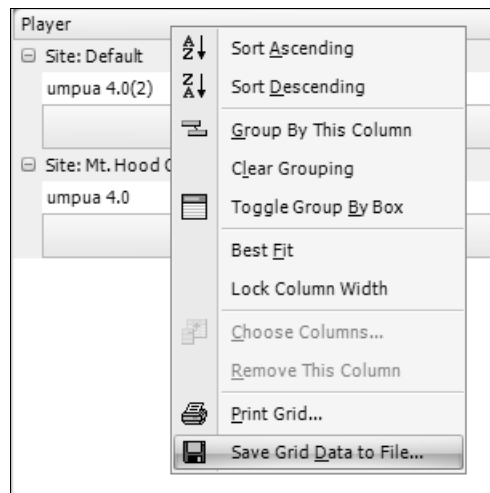 Player
Site: Default
umpua 4.0(2)
Site: Mt. Hood
umpua 4.0
Sort Ascending
Sort Descending
Group By This Column
Clear Grouping
Toggle Group By Box
Best Fit
Lock Column Width
Choose Columns...
Remove This Column
Print Grid...
Save Grid Data to File...